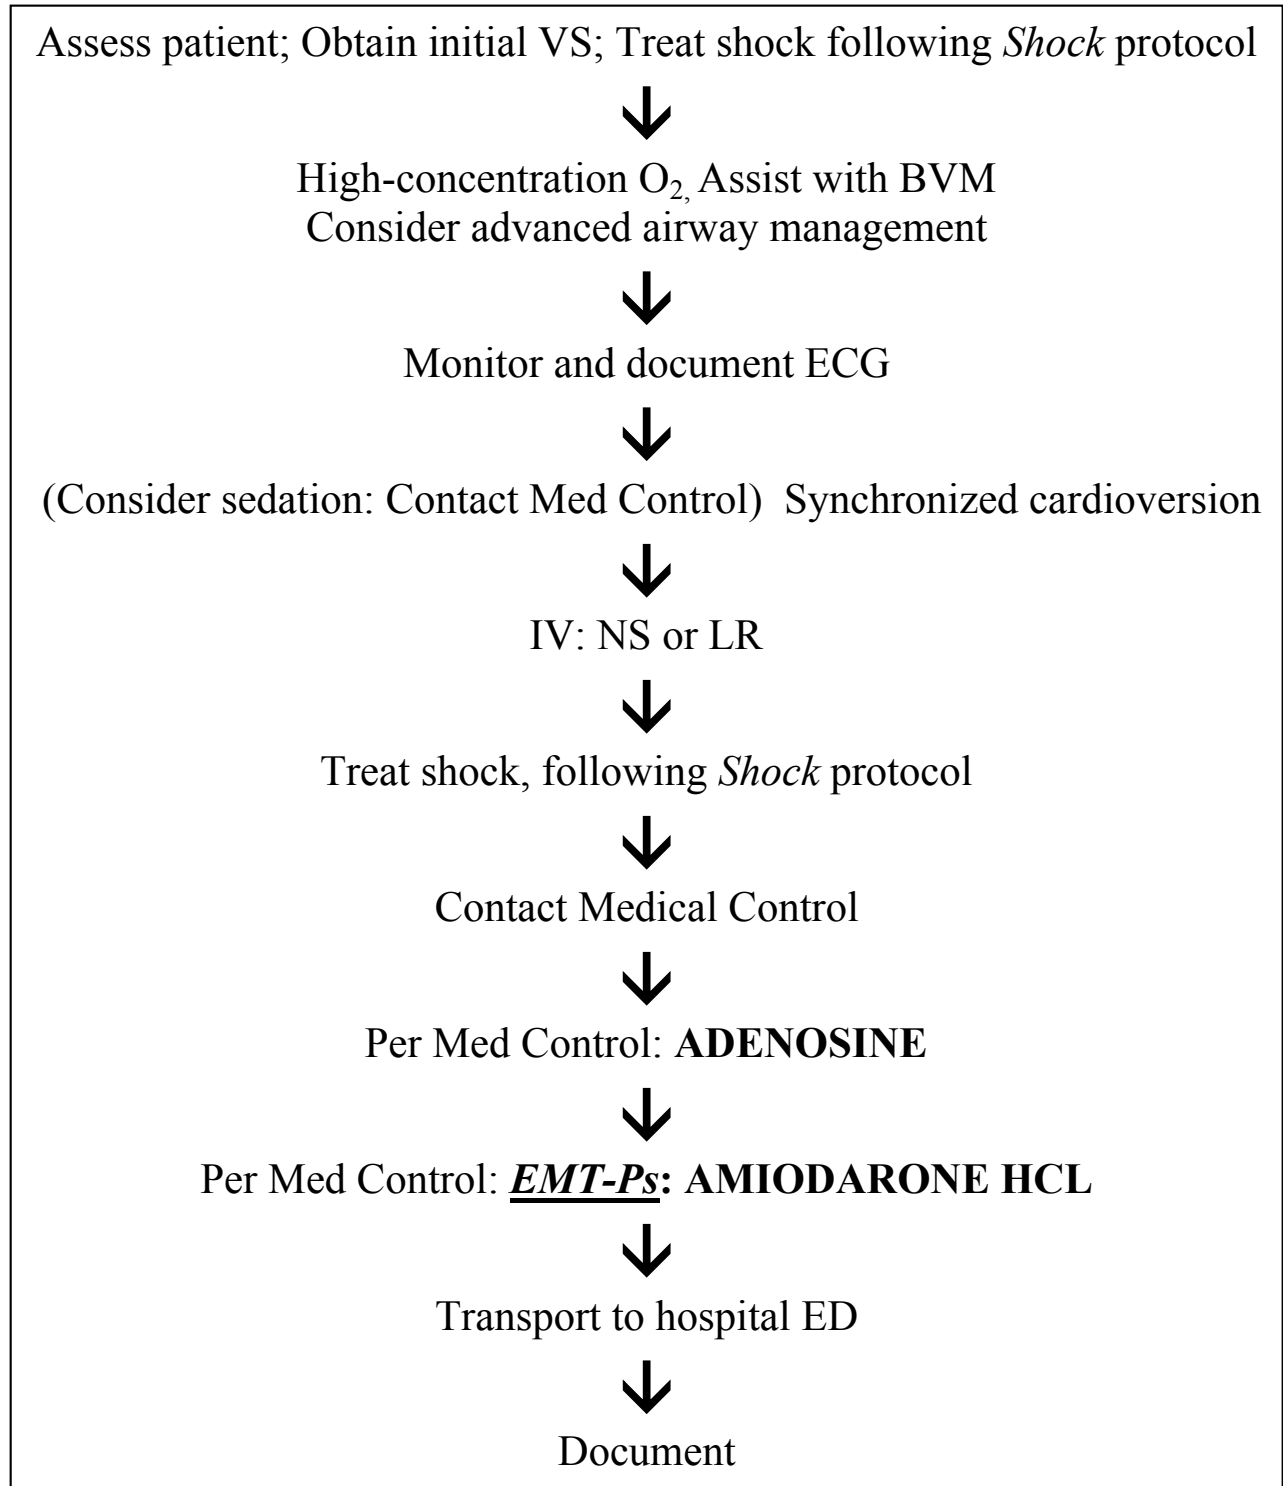 Assess patient; Obtain initial VS; Treat shock following Shock protocol
High-concentration O₂, Assist with BVM
Consider advanced airway management
Monitor and document ECG
(Consider sedation: Contact Med Control)  Synchronized cardioversion
IV: NS or LR
Treat shock, following Shock protocol
Contact Medical Control
Per Med Control: ADENOSINE
Per Med Control: EMT-Ps: AMIODARONE HCL
Transport to hospital ED
Document